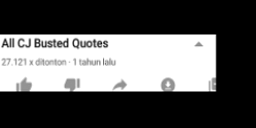 All CJ Busted Quotes
27.121 x ditonton · 1 tahun lalu